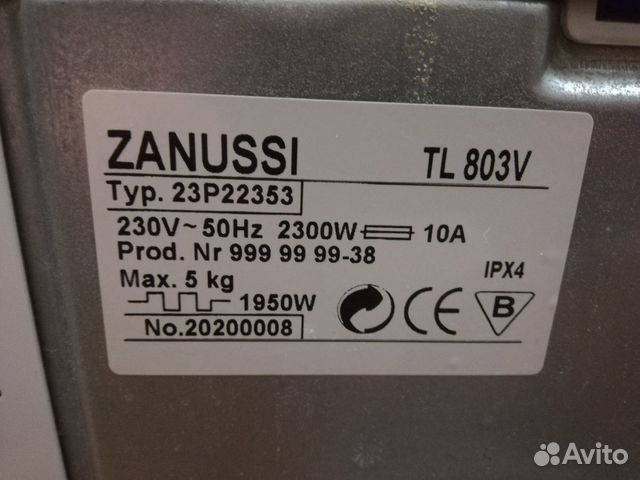 ZANUSSI TL 803V
Typ. 23P22353
230V~50Hz 2300W 10A
Prod. Nr 999 99 99-38
Max. 5 kg IPX4
1950W
No.20200008
CE B
Avito